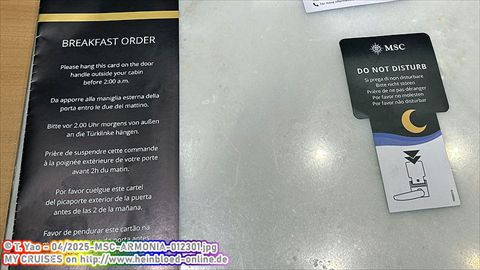 BREAKFAST ORDER
Please hang this card on the door
handle outside your cabin
before 2:00 a.m.
Da apporre alla maniglia esterna della
porta entro le due del mattino.
Bitte vor 2.00 Uhr morgens von außen
an die Türklinke hängen.
Prière de suspendre cette commande
à la poignée extérieure de votre porte
avant 2h du matin.
Por favor cuelgue este cartel
del picaporte exterior de la puerta
antes de las 2 de la mañana.
Favor de pendurar este cartão na
MSC
DO NOT DISTURB
Si prega di non disturbare
Bitte nicht stören
Prière de ne pas déranger
Por favor no molesten
Por favor não disturbar
© T. Yao - 04/2025-MSC-ARMONIA-012301.jpg
MY CRUISES on http://www.heinbloed-online.de